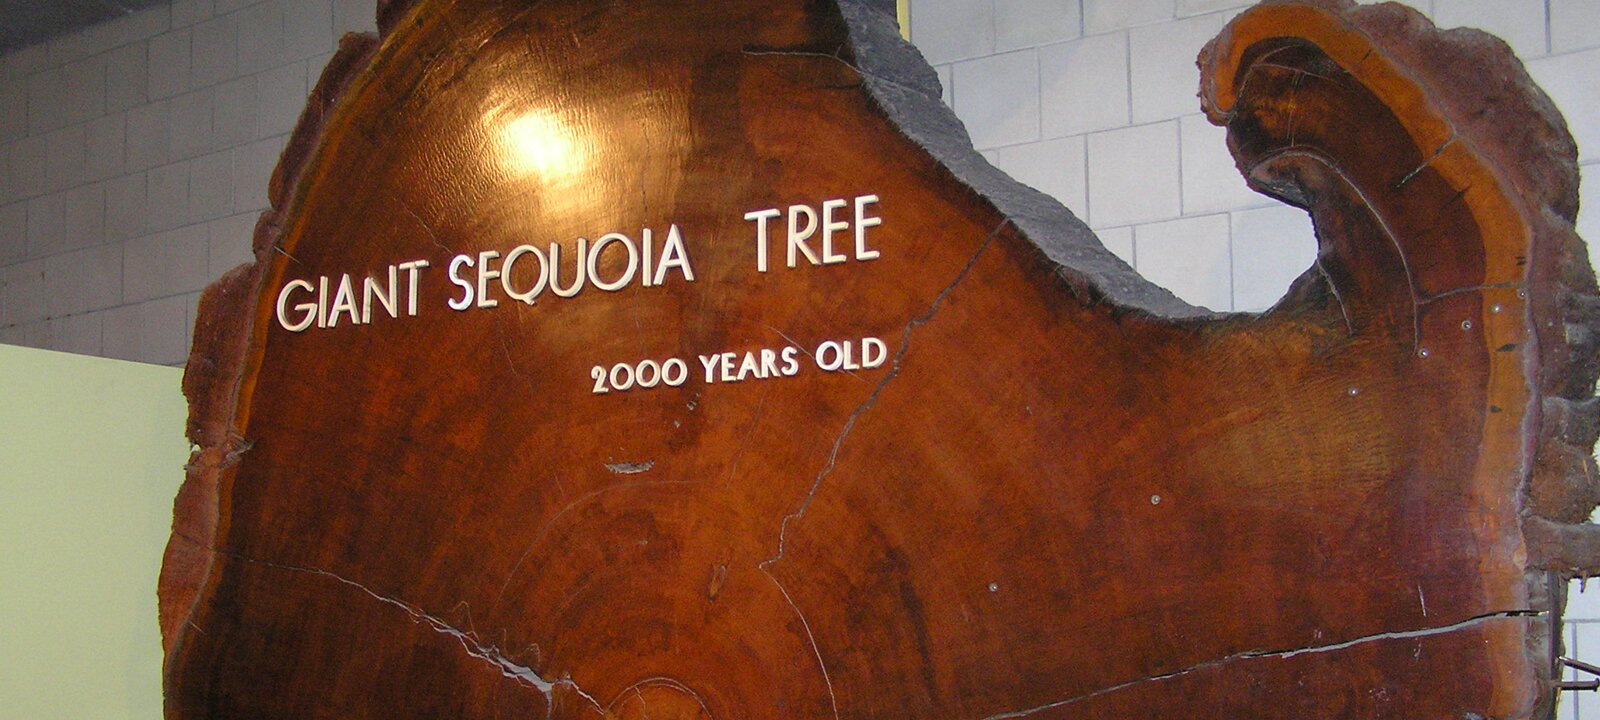 GIANT SEQUOIA TREE
2000 YEARS OLD